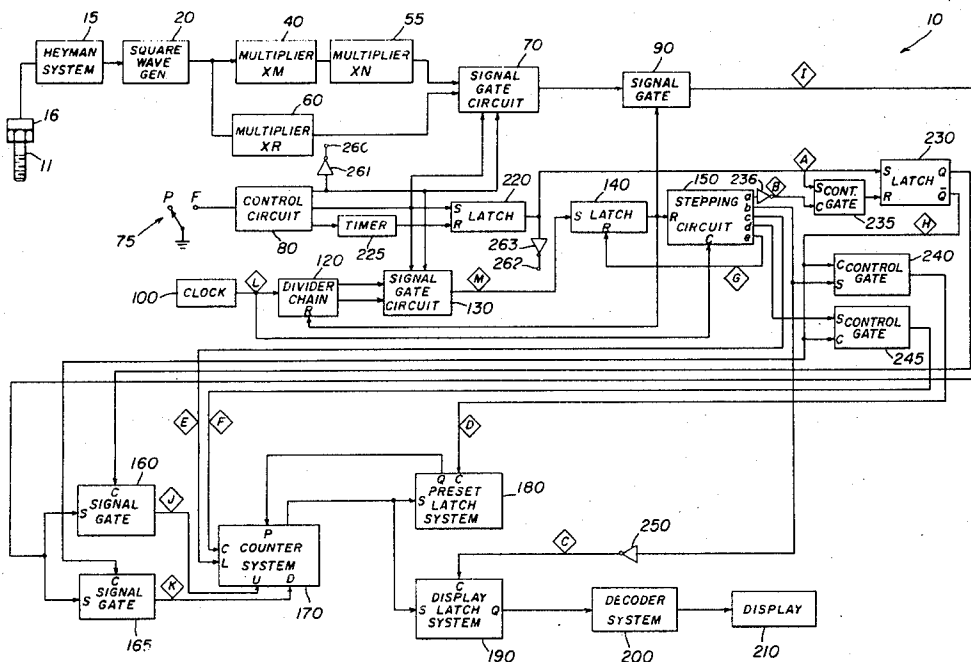 15
20
40
55
70
90
10
HEYMAN
SYSTEM
SQUARE
WAVE
GEN
MULTIPLIER
XM
MULTIPLIER
XN
SIGNAL
GATE
CIRCUIT
SIGNAL
GATE
I
16
11
60
MULTIPLIER
XR
260
261
P
F
75
CONTROL
CIRCUIT
80
TIMER
225
220
S
R
LATCH
263
262
140
S
LATCH
R
150
STEPPING
CIRCUIT
R
C
a
b
c
d
e
236
A
B
S
C
CONT.
GATE
235
230
S
Q
LATCH
R
Q̅
H
G
100
CLOCK
L
120
DIVIDER
CHAIN
R
SIGNAL
GATE
CIRCUIT
130
M
240
C
CONTROL
GATE
S
S
CONTROL
GATE
C
245
E
F
D
160
C
SIGNAL
GATE
S
J
C
SIGNAL
GATE
S
K
165
P
C
L
COUNTER
SYSTEM
U
D
170
Q
C
PRESET
LATCH
SYSTEM
S
180
C
250
C
DISPLAY
LATCH
SYSTEM
S
Q
190
DECODER
SYSTEM
200
DISPLAY
210